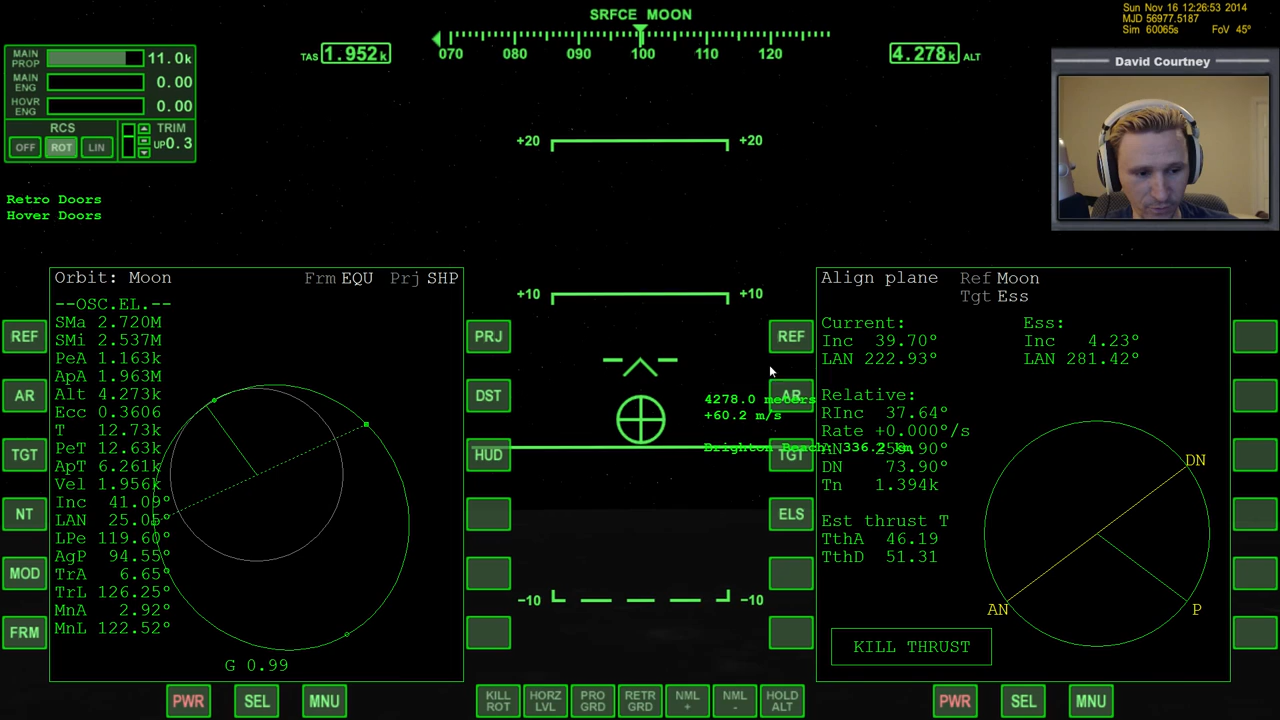 SRFCE MOON
Sun Nov 16 12:26:53 2014
MJD 56977.5187
Sim 60065s FoV 45°
MAIN PROP 11.0k
MAIN ENG 0.00
HOVR ENG 0.00
RCS TRIM
OFF ROT LIN UP 0.3
TAS 1.952k
070 080 090 100 110 120
4.278k ALT
David Courtney
+20 +20
Retro Doors
Hover Doors
+10 +10
4278.0 meters
+60.2 m/s
Brighton Beach: 336.2 km
-10 -10
Orbit: Moon Frm EQU Prj SHP
--OSC.EL.--
SMa 2.720M
SMi 2.537M
PeA 1.163k
ApA 1.963M
Alt 4.273k
Ecc 0.3606
T 12.73k
PeT 12.63k
ApT 6.261k
Vel 1.956k
Inc 41.09°
LAN 25.05°
LPe 119.60°
AgP 94.55°
TrA 6.65°
TrL 126.25°
MnA 2.92°
MnL 122.52°
G 0.99
REF
AR
TGT
NT
MOD
FRM
PRJ
DST
HUD
PWR SEL MNU
KILL ROT
HORZ LVL
PRO GRD
RETR GRD
NML +
NML -
HOLD ALT
REF
AR
TGT
ELS
Align plane Ref Moon
Tgt Ess
Current: Ess:
Inc 39.70° Inc 4.23°
LAN 222.93° LAN 281.42°
Relative:
RInc 37.64°
Rate +0.000°/s
AN .90°
DN 73.90°
Tn 1.394k
Est thrust T
TthA 46.19
TthD 51.31
KILL THRUST
DN
AN
P
PWR SEL MNU